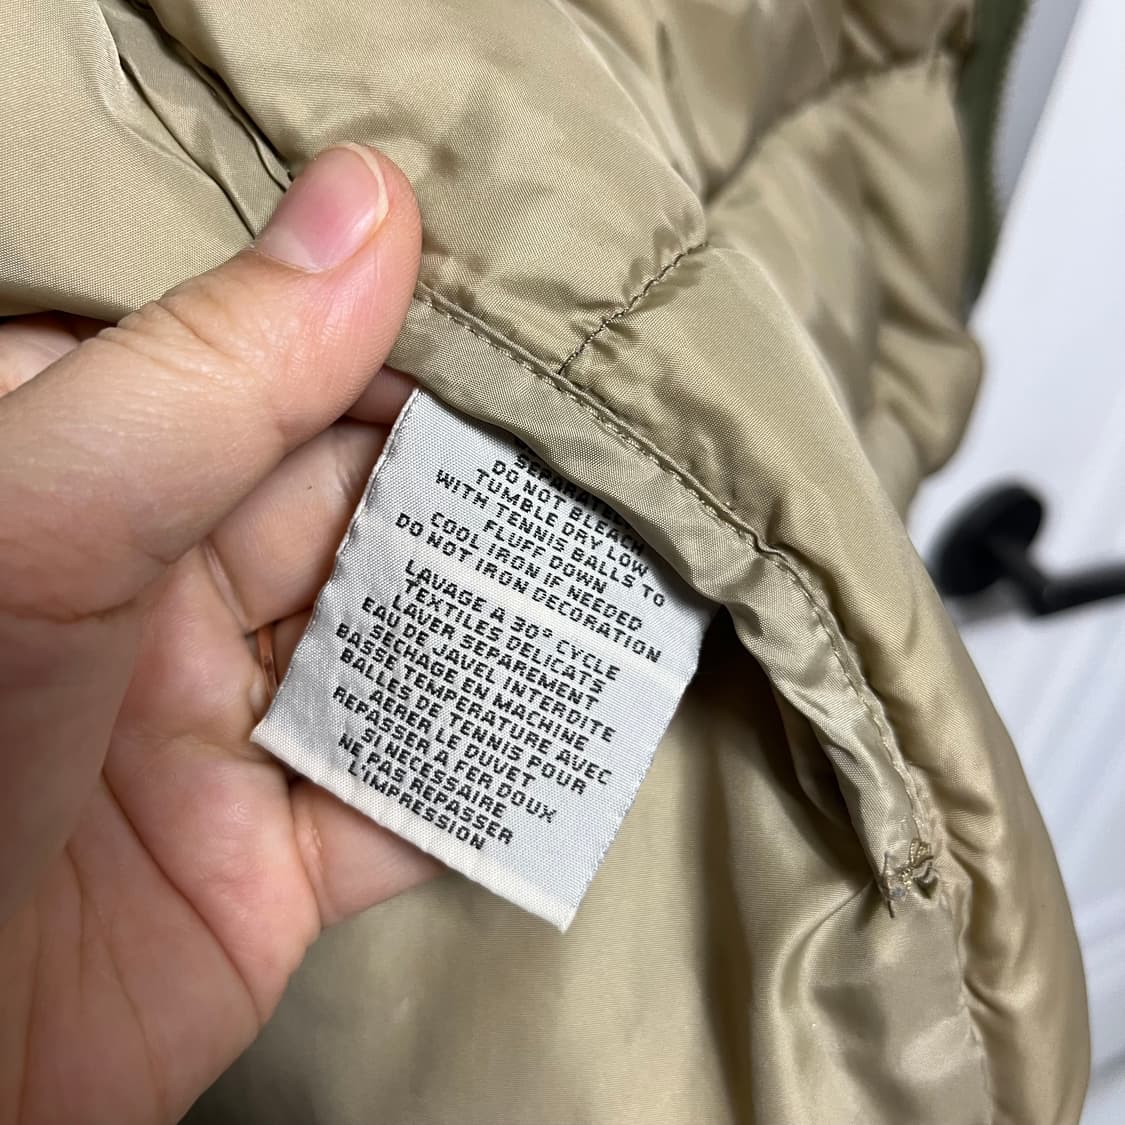 SEPARATELY
DO NOT BLEACH
TUMBLE DRY LOW
WITH TENNIS BALLS TO
FLUFF DOWN
COOL IRON IF NEEDED
DO NOT IRON DECORATION
LAVAGE A 30° CYCLE
TEXTILES DELICATS
LAVER SEPAREMENT
EAU DE JAVEL INTERDITE
SECHAGE EN MACHINE
BASSE TEMPERATURE AVEC
BALLES DE TENNIS POUR
AERER LE DUVET
REPASSER A FER DOUX
SI NECESSAIRE
NE PAS REPASSER
L'IMPRESSION